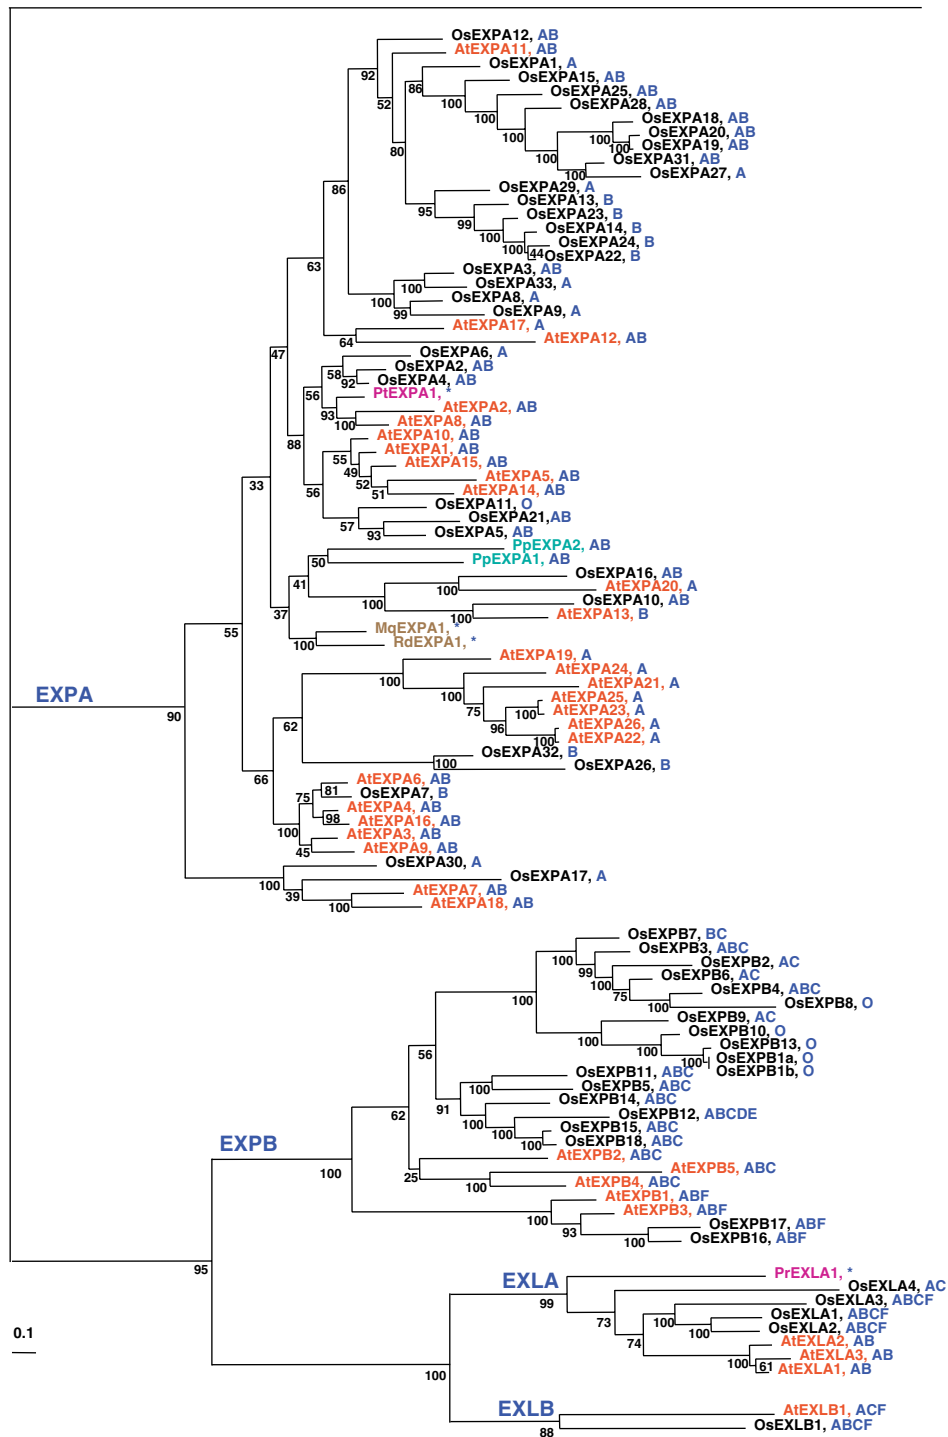 OsEXPA12, AB
AtEXPA11, AB
OsEXPA1, A
92
OsEXPA15, AB
86
OsEXPA25, AB
52
100
OsEXPA28, AB
100
OsEXPA18, AB
100
OsEXPA20, AB
100
100
OsEXPA19, AB
80
100
OsEXPA31, AB
100
OsEXPA27, A
86
OsEXPA29, A
OsEXPA13, B
95
OsEXPA23, B
99
OsEXPA14, B
100
OsEXPA24, B
100
44
OsEXPA22, B
63
OsEXPA3, AB
100
OsEXPA33, A
100
OsEXPA8, A
99
OsEXPA9, A
AtEXPA17, A
64
AtEXPA12, AB
47
OsEXPA6, A
OsEXPA2, AB
58
OsEXPA4, AB
92
56
PtEXPA1, *
AtEXPA2, AB
93
100
AtEXPA8, AB
AtEXPA10, AB
88
AtEXPA1, AB
55
AtEXPA15, AB
49
AtEXPA5, AB
33
56
52
51
AtEXPA14, AB
OsEXPA11, O
OsEXPA21,AB
57
93
OsEXPA5, AB
PpEXPA2, AB
50
PpEXPA1, AB
OsEXPA16, AB
41
100
AtEXPA20, A
100
OsEXPA10, AB
37
100
AtEXPA13, B
55
MqEXPA1, *
100
RdEXPA1, *
AtEXPA19, A
AtEXPA24, A
100
AtEXPA21, A
EXPA
100
AtEXPA25, A
75
100
AtEXPA23, A
90
62
96
AtEXPA26, A
100
AtEXPA22, A
OsEXPA32, B
100
OsEXPA26, B
66
AtEXPA6, AB
81
OsEXPA7, B
75
AtEXPA4, AB
98
AtEXPA16, AB
100
AtEXPA3, AB
45
AtEXPA9, AB
OsEXPA30, A
OsEXPA17, A
100
39
AtEXPA7, AB
100
AtEXPA18, AB
OsEXPB7, BC
OsEXPB3, ABC
100
OsEXPB2, AC
99
OsEXPB6, AC
100
OsEXPB4, ABC
100
75
100
OsEXPB8, O
OsEXPB9, AC
OsEXPB10, O
100
OsEXPB13, O
100
100
OsEXPB1a, O
56
OsEXPB1b, O
OsEXPB11, ABC
100
OsEXPB5, ABC
91
OsEXPB14, ABC
62
100
OsEXPB12, ABCDE
100
OsEXPB15, ABC
100
OsEXPB18, ABC
EXPB
AtEXPB2, ABC
100
25
AtEXPB5, ABC
100
AtEXPB4, ABC
AtEXPB1, ABF
100
AtEXPB3, ABF
93
OsEXPB17, ABF
100
OsEXPB16, ABF
95
PrEXLA1, *
EXLA
OsEXLA4, AC
99
OsEXLA3, ABCF
73
OsEXLA1, ABCF
100
100
OsEXLA2, ABCF
0.1
74
AtEXLA2, AB
AtEXLA3, AB
100
61
AtEXLA1, AB
100
EXLB
AtEXLB1, ACF
88
OsEXLB1, ABCF